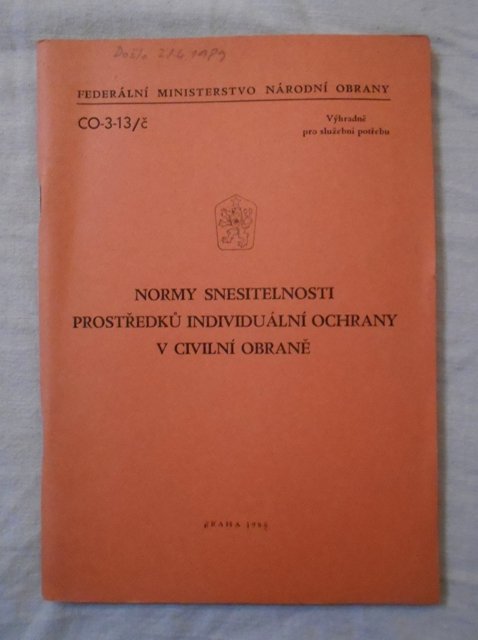 Došlo
FEDERÁLNÍ MINISTERSTVO NÁRODNÍ OBRANY
CO-3-13/č
Výhradně
pro služební potřebu
NORMY SNESITELNOSTI
PROSTŘEDKŮ INDIVIDUÁLNÍ OCHRANY
V CIVILNÍ OBRANĚ
PRAHA